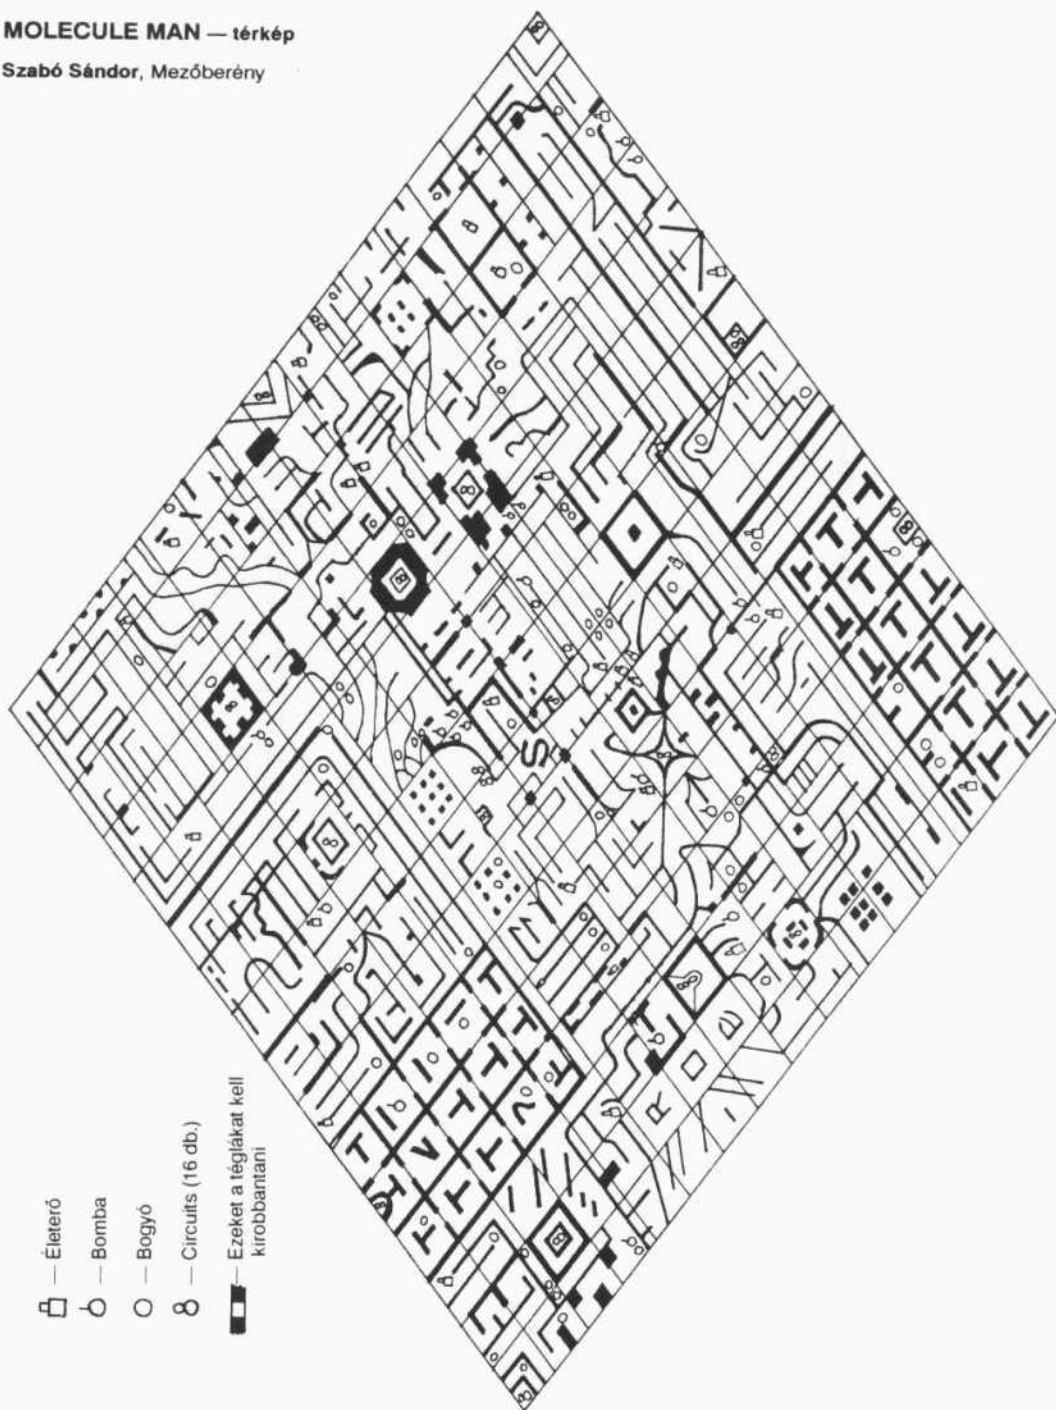 MOLECULE MAN — térkép
Szabó Sándor, Mezőberény
— Életerő
— Bomba
— Bogyó
— Circuits (16 db.)
— Ezeket a téglákat kell
kirobbantani
S
R
D